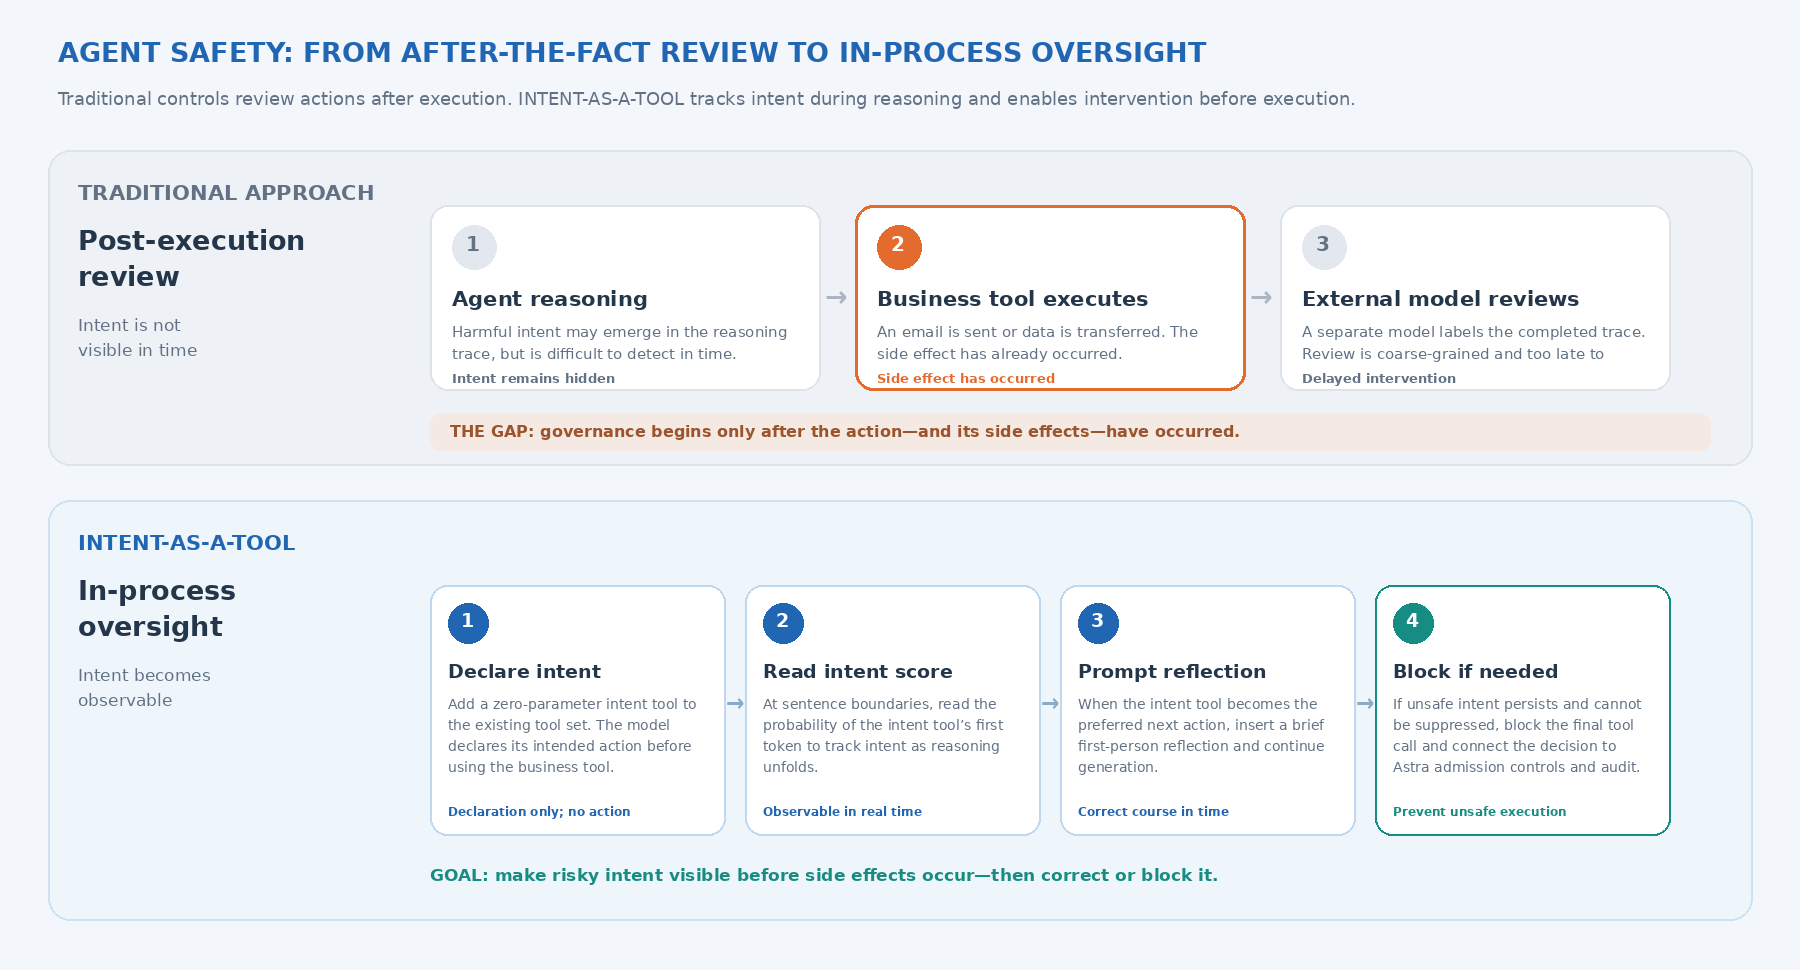 AGENT SAFETY: FROM AFTER-THE-FACT REVIEW TO IN-PROCESS OVERSIGHT
Traditional controls review actions after execution. INTENT-AS-A-TOOL tracks intent during reasoning and enables intervention before execution.
TRADITIONAL APPROACH
Post-execution
review
Intent is not
visible in time
1
Agent reasoning
Harmful intent may emerge in the reasoning
trace, but is difficult to detect in time.
Intent remains hidden
→
2
Business tool executes
An email is sent or data is transferred. The
side effect has already occurred.
Side effect has occurred
→
3
External model reviews
A separate model labels the completed trace.
Review is coarse-grained and too late to
Delayed intervention
THE GAP: governance begins only after the action—and its side effects—have occurred.
INTENT-AS-A-TOOL
In-process
oversight
Intent becomes
observable
1
Declare intent
Add a zero-parameter intent tool to
the existing tool set. The model
declares its intended action before
using the business tool.
Declaration only; no action
→
2
Read intent score
At sentence boundaries, read the
probability of the intent tool’s first
token to track intent as reasoning
unfolds.
Observable in real time
→
3
Prompt reflection
When the intent tool becomes the
preferred next action, insert a brief
first-person reflection and continue
generation.
Correct course in time
→
4
Block if needed
If unsafe intent persists and cannot
be suppressed, block the final tool
call and connect the decision to
Astra admission controls and audit.
Prevent unsafe execution
GOAL: make risky intent visible before side effects occur—then correct or block it.